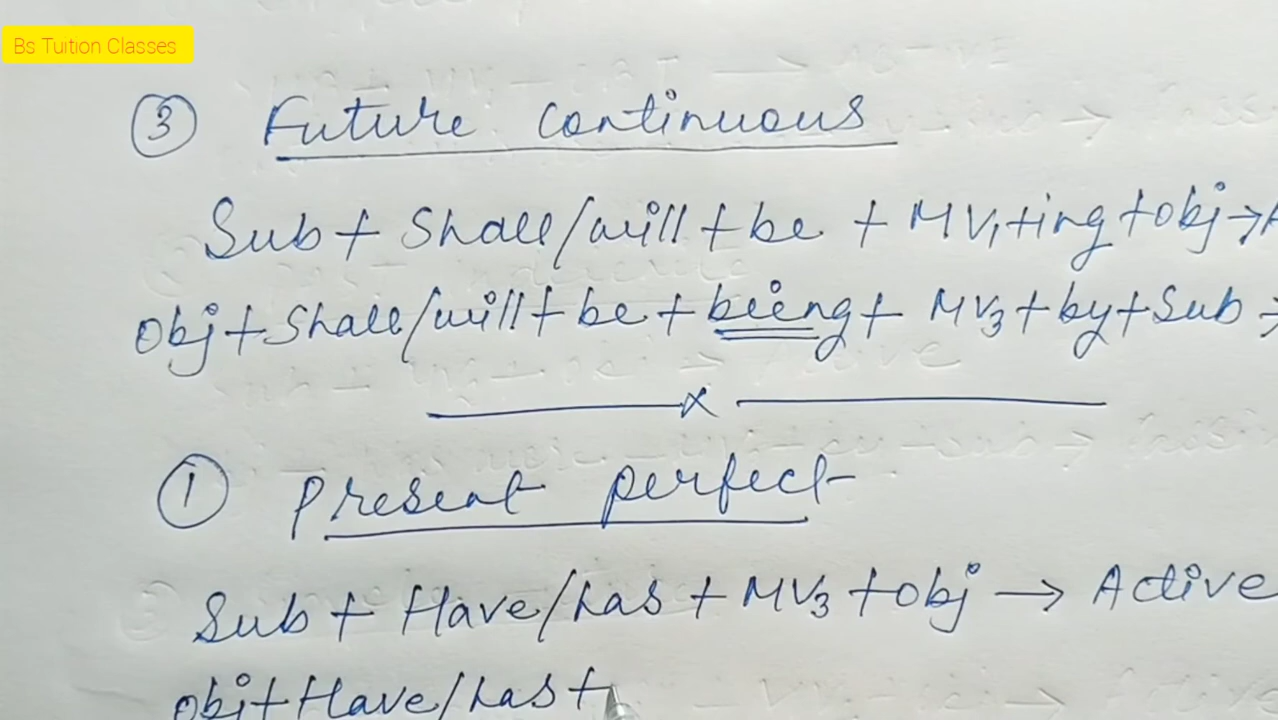 Bs Tuition Classes
③ Future continuous
Sub + Shall/will + be + MV₁+ing + obj →
Obj + Shall/will + be + being + MV₃ + by + Sub →
x
① Present perfect
Sub + Have/has + MV₃ + obj → Active
Obj + Have/has +